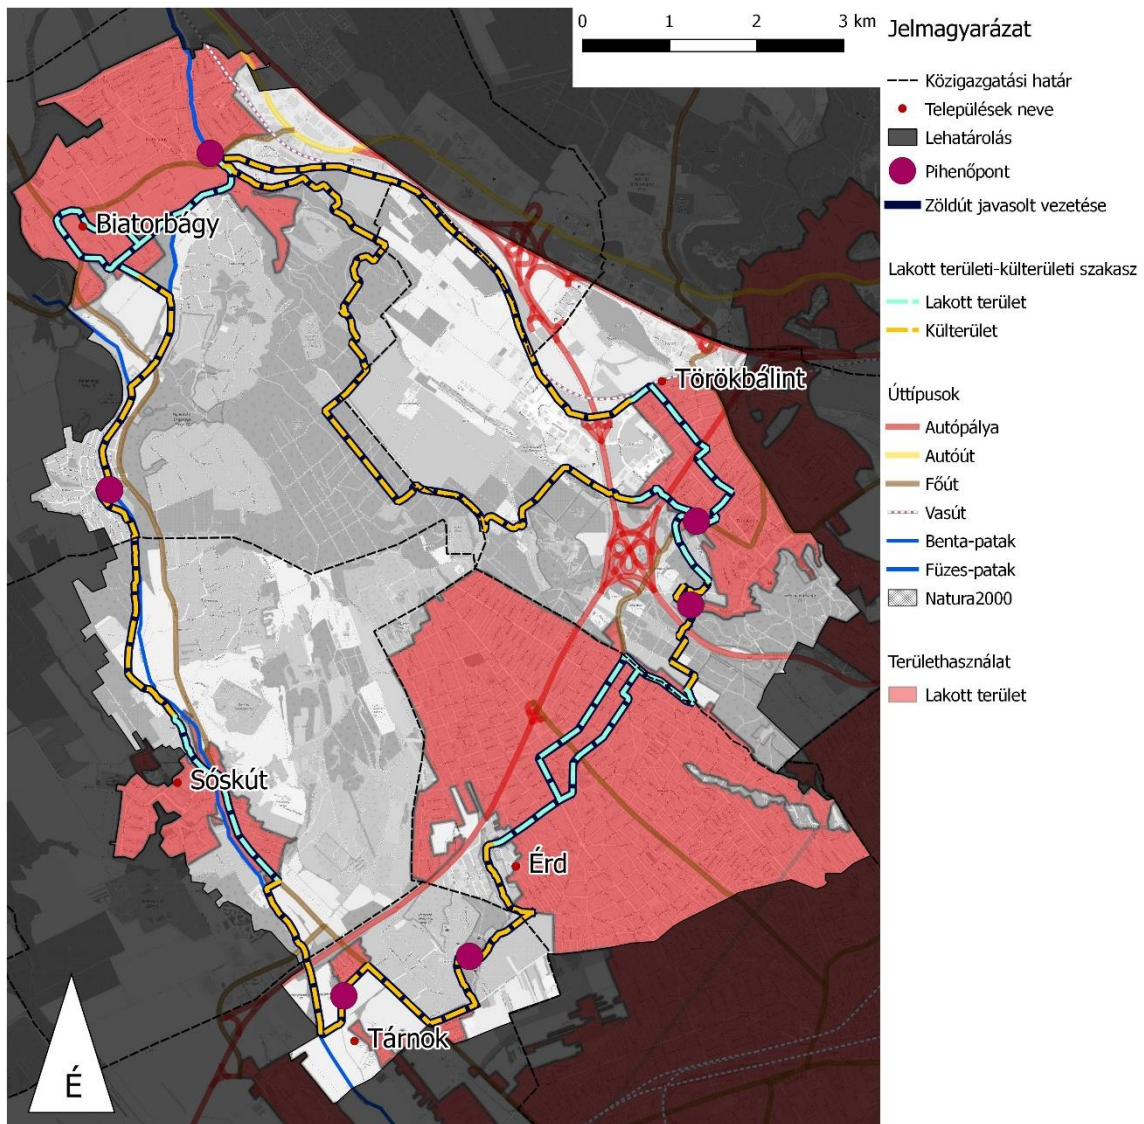 0 1 2 3 km
Jelmagyarázat
Közigazgatási határ
Települések neve
Lehatárolás
Pihenőpont
Zöldút javasolt vezetése
Lakott területi-külterületi szakasz
Lakott terület
Külterület
Úttípusok
Autópálya
Autóút
Főút
Vasút
Benta-patak
Füzes-patak
Natura2000
Területhasználat
Lakott terület
Biatorbágy
Törökbálint
Sóskút
Érd
Tárnok
É